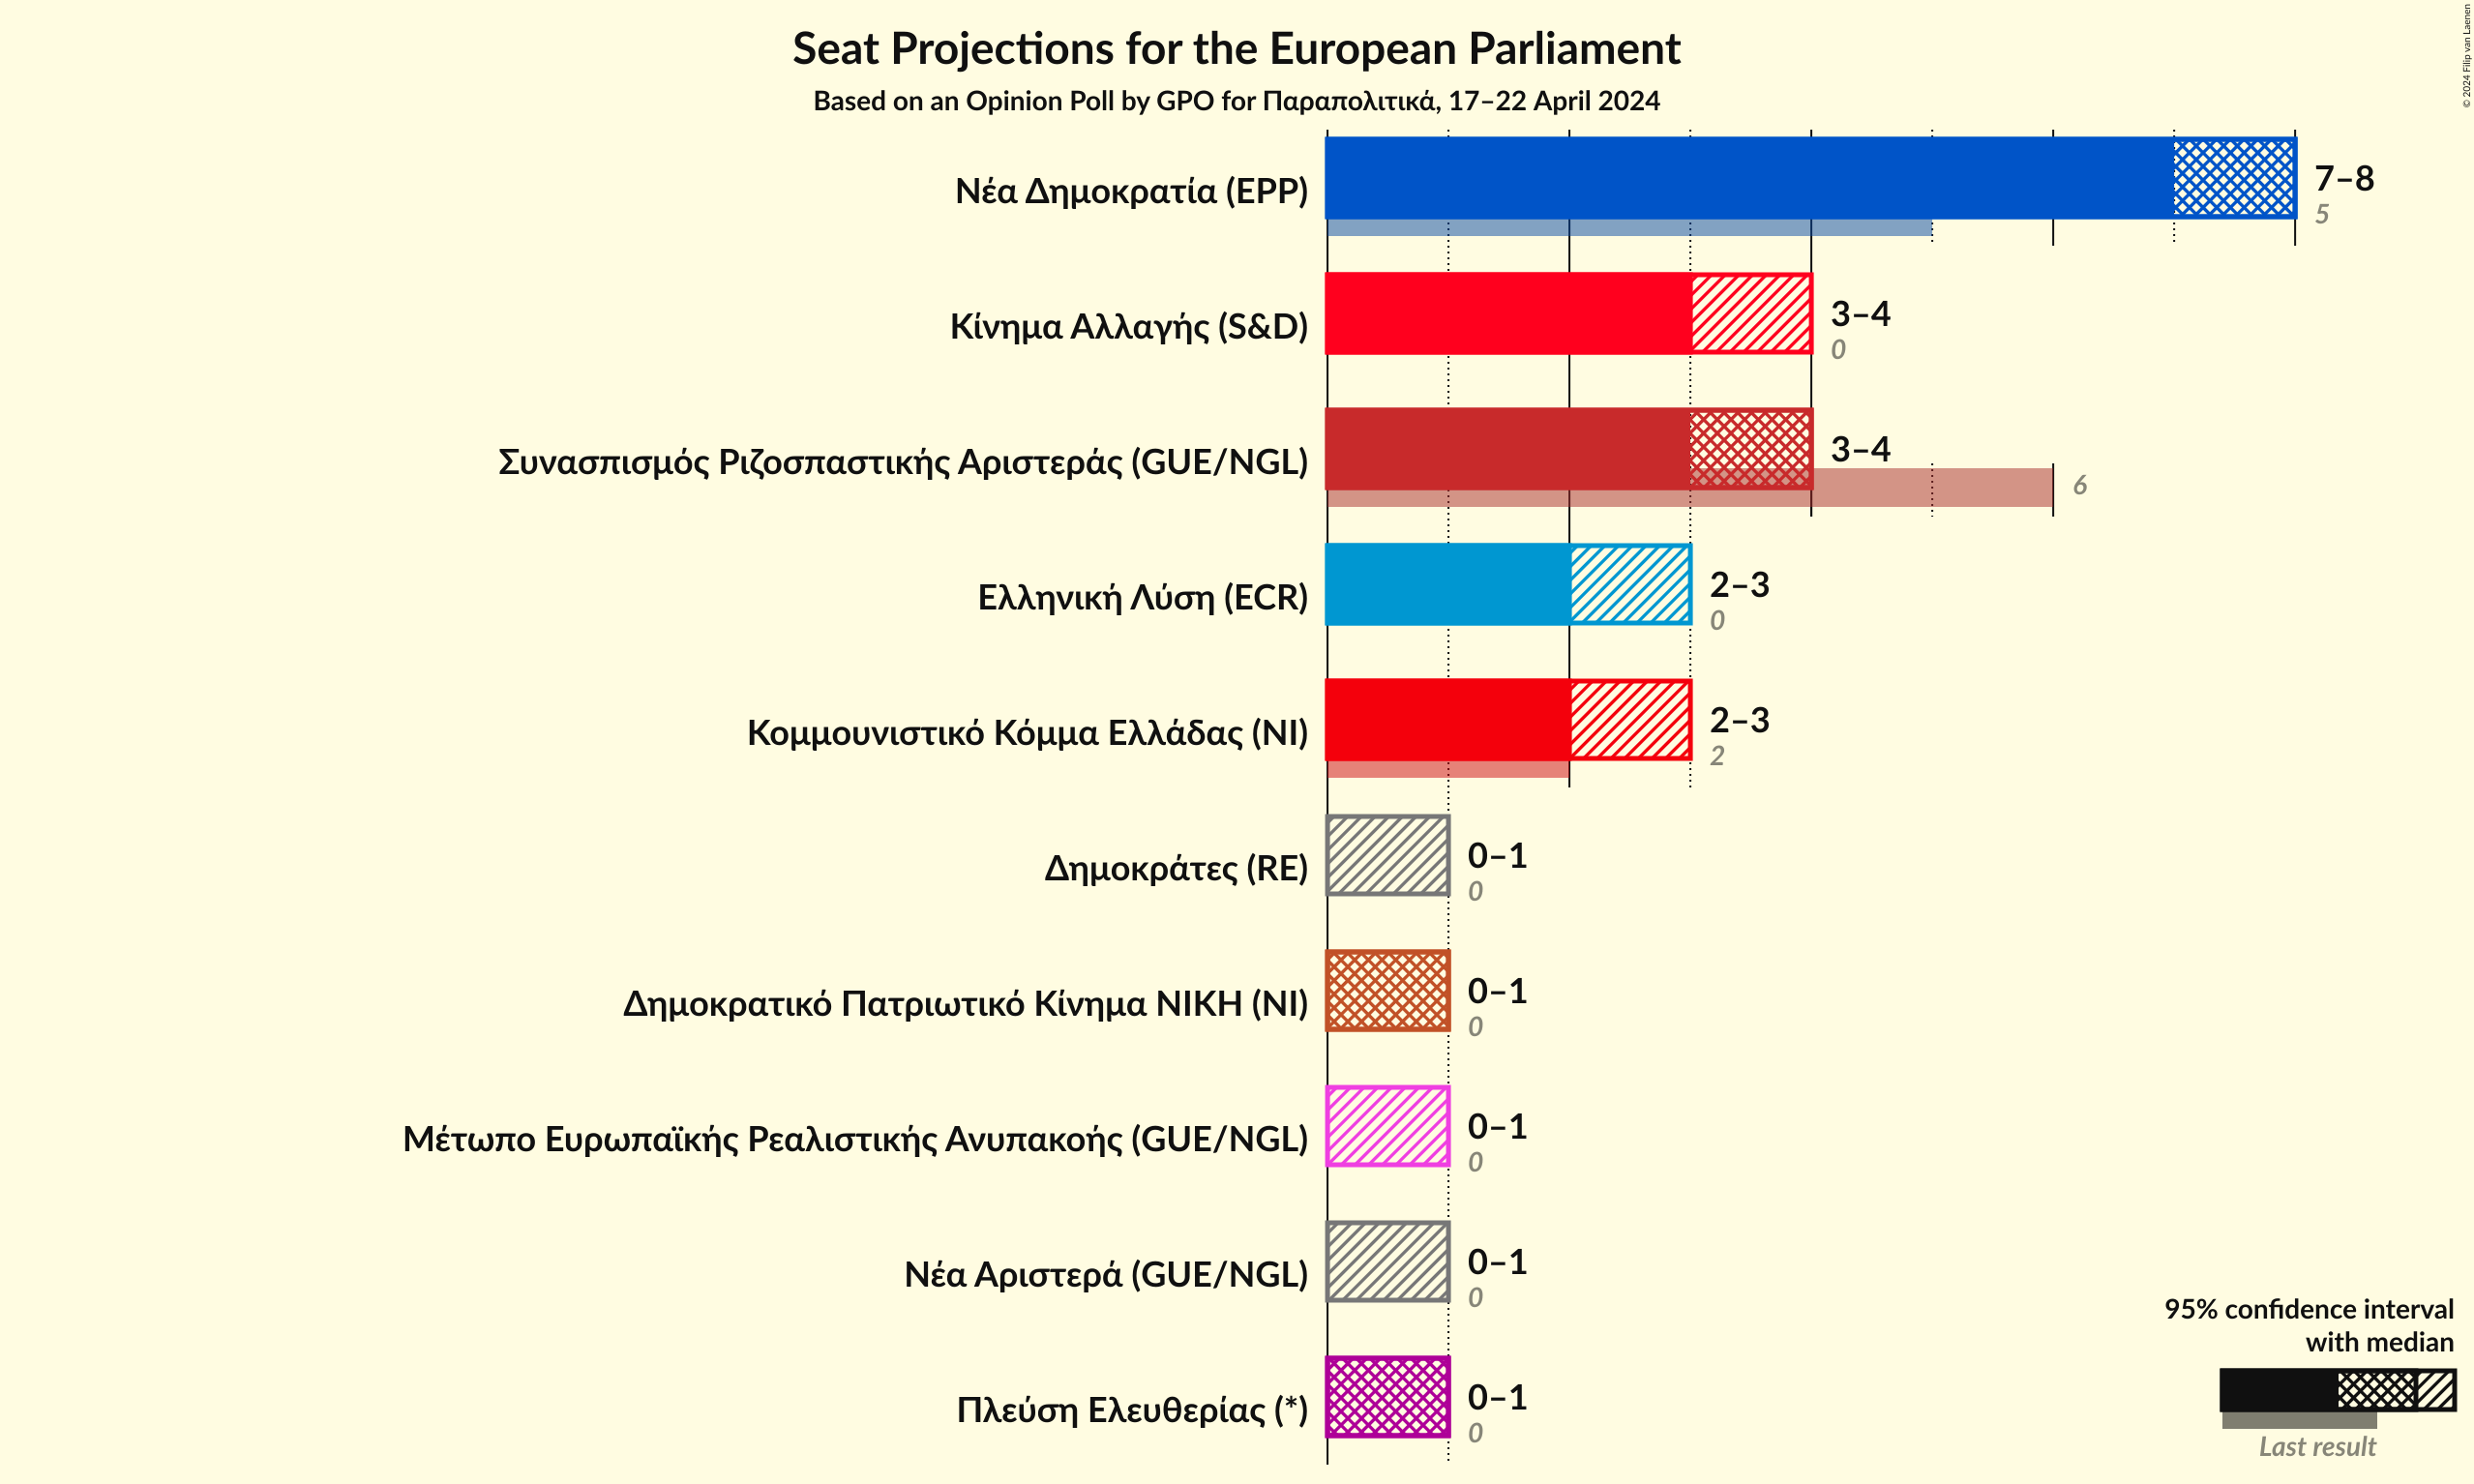 Seat Projections for the European Parliament
Based on an Opinion Poll by GPO for Παραπολιτικά, 17–22 April 2024
© 2024 Filip van Laenen
Νέα Δημοκρατία (EPP)
7–8
5
Κίνημα Αλλαγής (S&D)
3–4
0
Συνασπισμός Ριζοσπαστικής Αριστεράς (GUE/NGL)
3–4
6
Ελληνική Λύση (ECR)
2–3
0
Κομμουνιστικό Κόμμα Ελλάδας (NI)
2–3
2
Δημοκράτες (RE)
0–1
0
Δημοκρατικό Πατριωτικό Κίνημα ΝΙΚΗ (NI)
0–1
0
Μέτωπο Ευρωπαϊκής Ρεαλιστικής Ανυπακοής (GUE/NGL)
0–1
0
Νέα Αριστερά (GUE/NGL)
0–1
0
Πλεύση Ελευθερίας (*)
0–1
0
95% confidence interval
with median
Last result